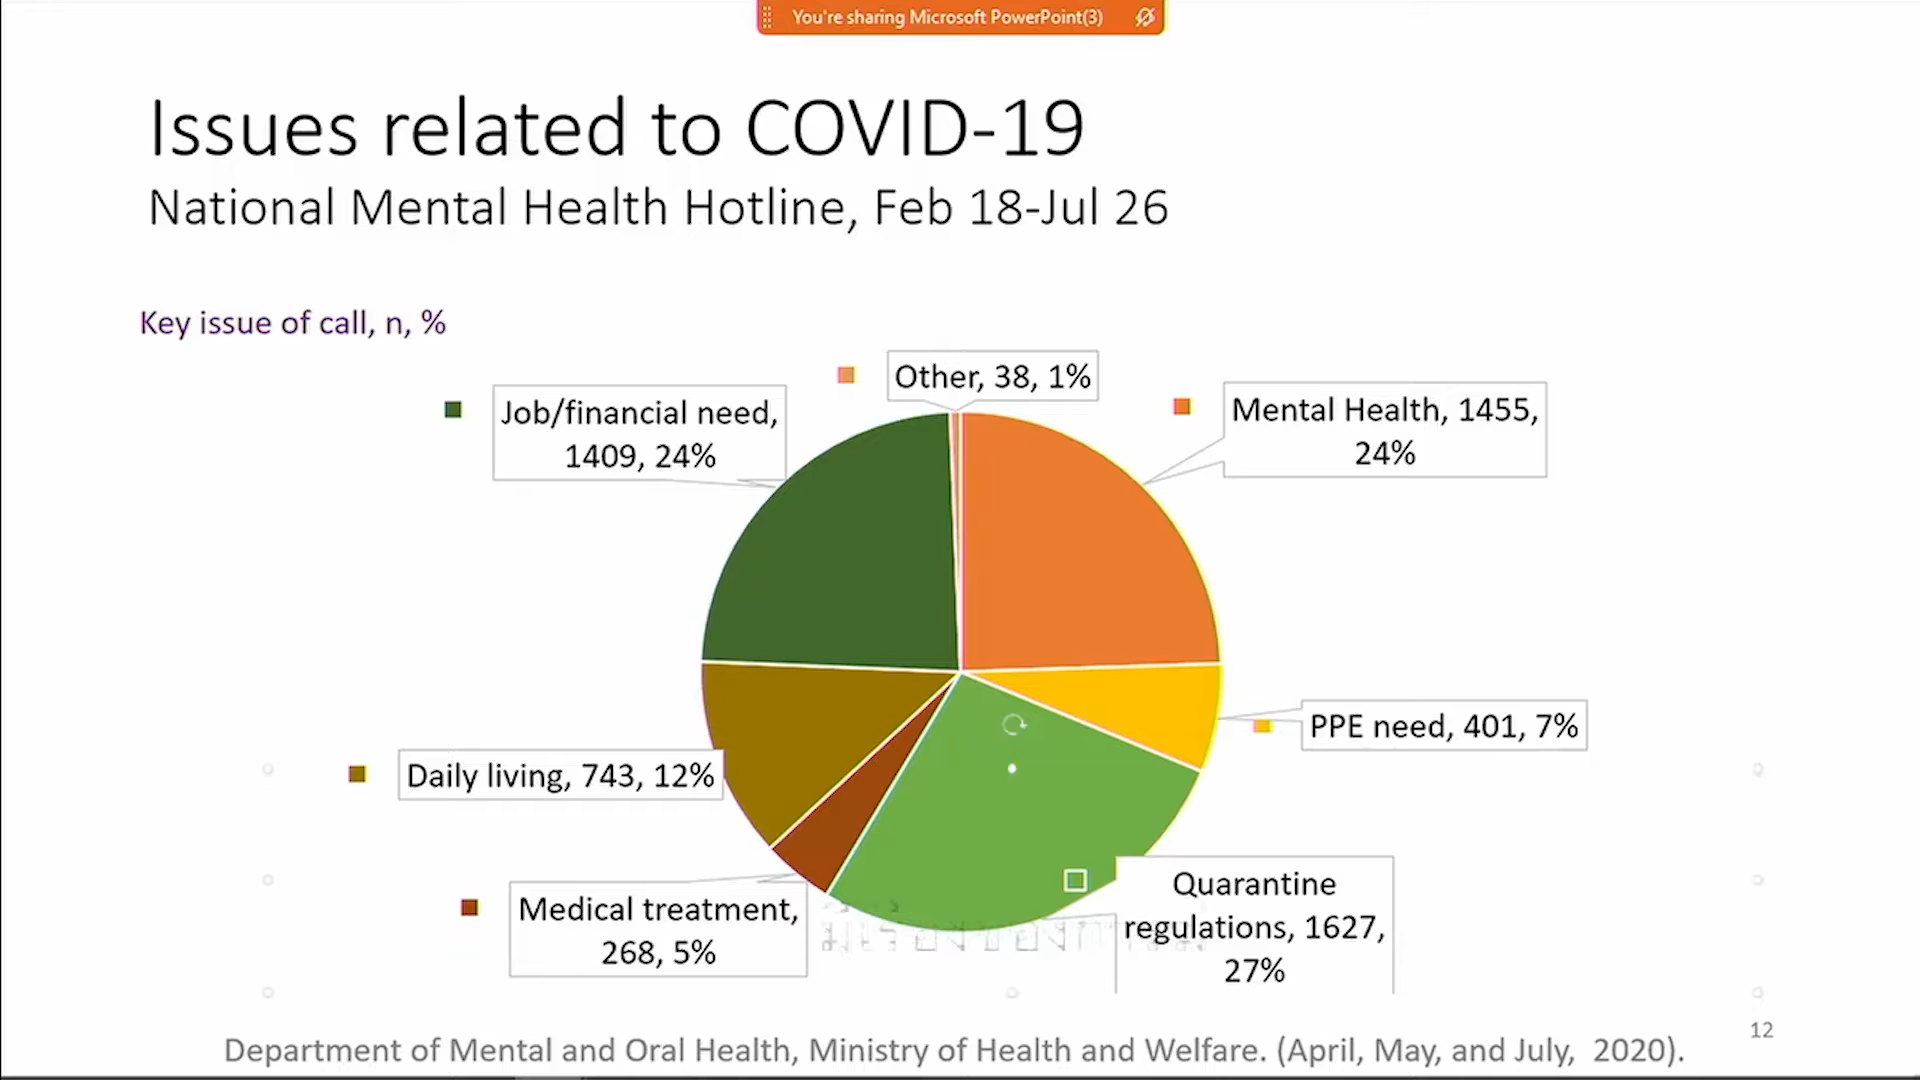 You're sharing Microsoft PowerPoint(3)
Issues related to COVID-19
National Mental Health Hotline, Feb 18-Jul 26
Key issue of call, n, %
Other, 38, 1%
Job/financial need,
1409, 24%
Mental Health, 1455,
24%
PPE need, 401, 7%
Daily living, 743, 12%
Medical treatment,
268, 5%
Quarantine
regulations, 1627,
27%
12
Department of Mental and Oral Health, Ministry of Health and Welfare. (April, May, and July, 2020).